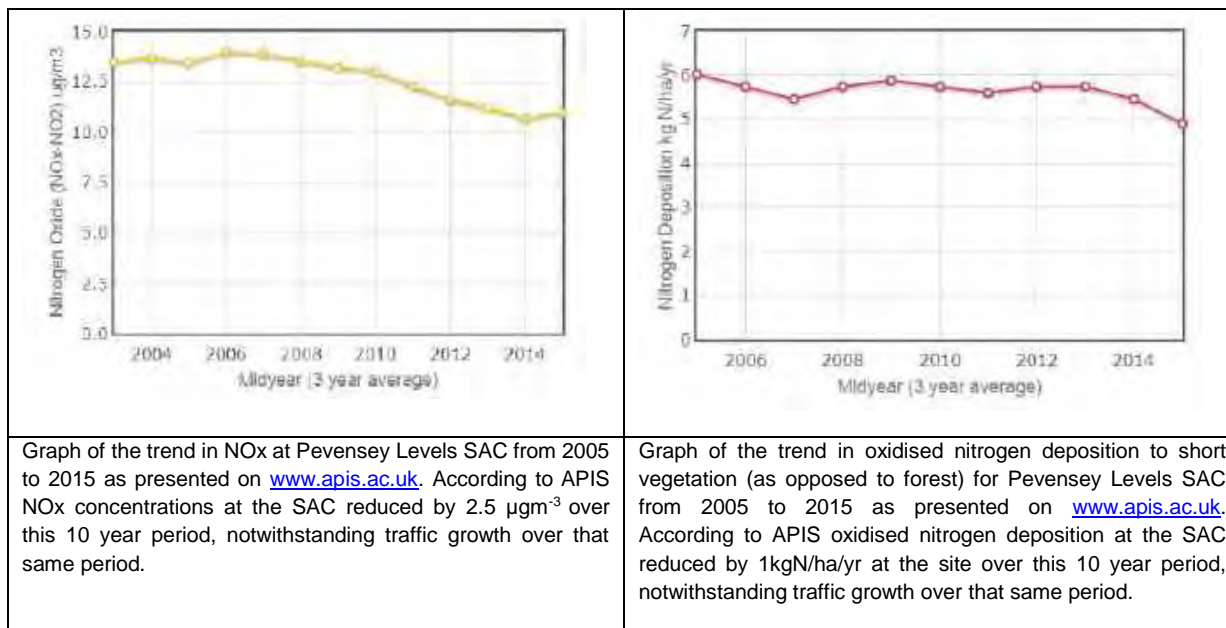 15.0
12.5
10.0
7.5
5.0
2.5
0.0
Nitrogen Oxide (NOx-NO2) ug/m3
2004 2006 2008 2010 2012 2014
Midyear (3 year average)
7
6
5
4
3
2
1
0
Nitrogen Deposition kg N/ha/yr
2006 2008 2010 2012 2014
Midyear (3 year average)
Graph of the trend in NOx at Pevensey Levels SAC from 2005
to 2015 as presented on www.apis.ac.uk. According to APIS
NOx concentrations at the SAC reduced by 2.5 µgm-3 over
this 10 year period, notwithstanding traffic growth over that
same period.
Graph of the trend in oxidised nitrogen deposition to short
vegetation (as opposed to forest) for Pevensey Levels SAC
from 2005 to 2015 as presented on www.apis.ac.uk.
According to APIS oxidised nitrogen deposition at the SAC
reduced by 1kgN/ha/yr at the site over this 10 year period,
notwithstanding traffic growth over that same period.